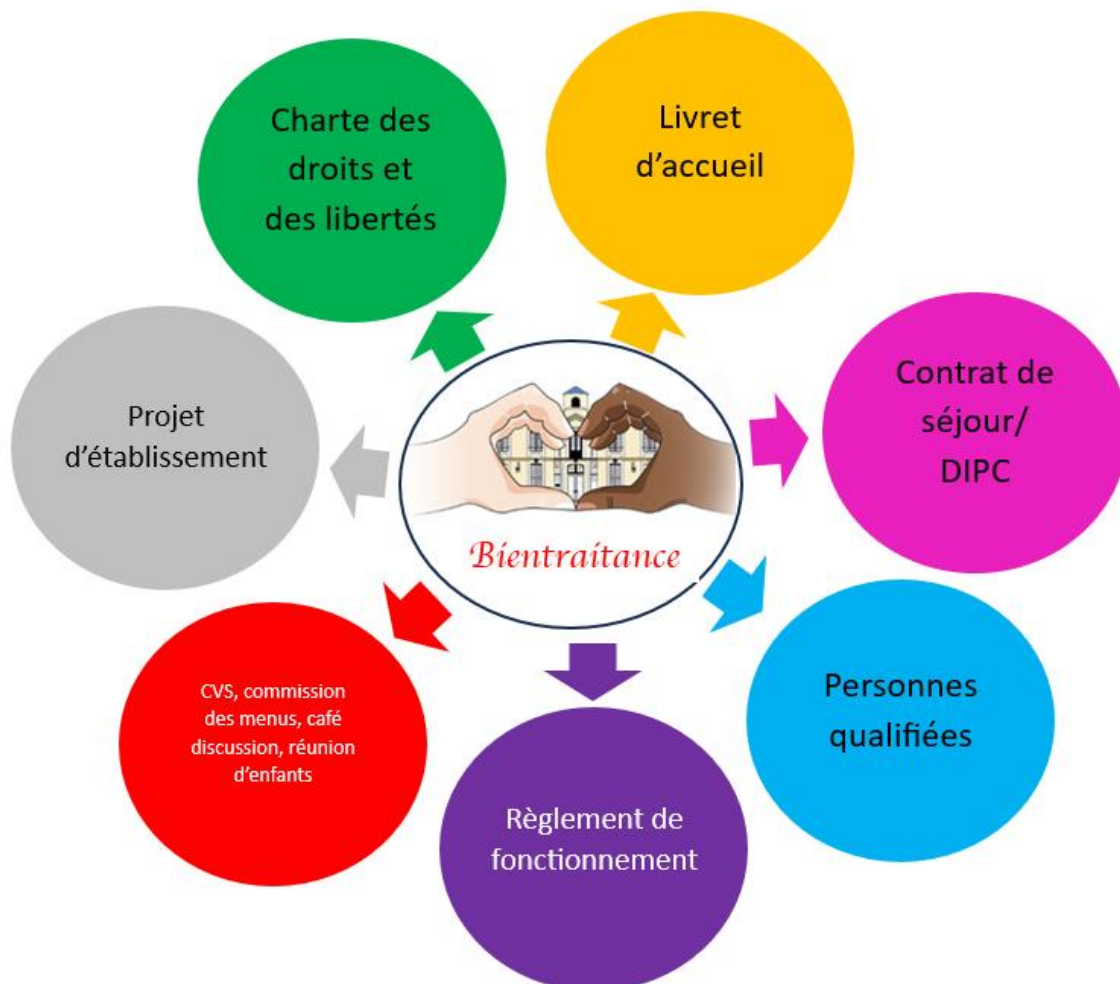 Charte des
droits et
des libertés
Livret
d'accueil
Projet
d'établissement
Contrat de
séjour/
DIPC
Bientraitance
CVS, commission
des menus, café
discussion, réunion
d'enfants
Personnes
qualifiées
Règlement de
fonctionnement